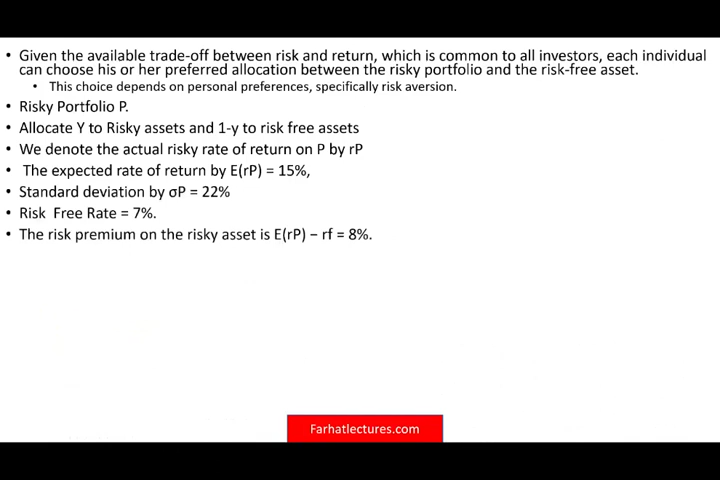 • Given the available trade-off between risk and return, which is common to all investors, each individual
can choose his or her preferred allocation between the risky portfolio and the risk-free asset.
• This choice depends on personal preferences, specifically risk aversion.
• Risky Portfolio P.
• Allocate Y to Risky assets and 1-y to risk free assets
• We denote the actual risky rate of return on P by rP
• The expected rate of return by E(rP) = 15%,
• Standard deviation by σP = 22%
• Risk Free Rate = 7%.
• The risk premium on the risky asset is E(rP) − rf = 8%.
Farhatlectures.com